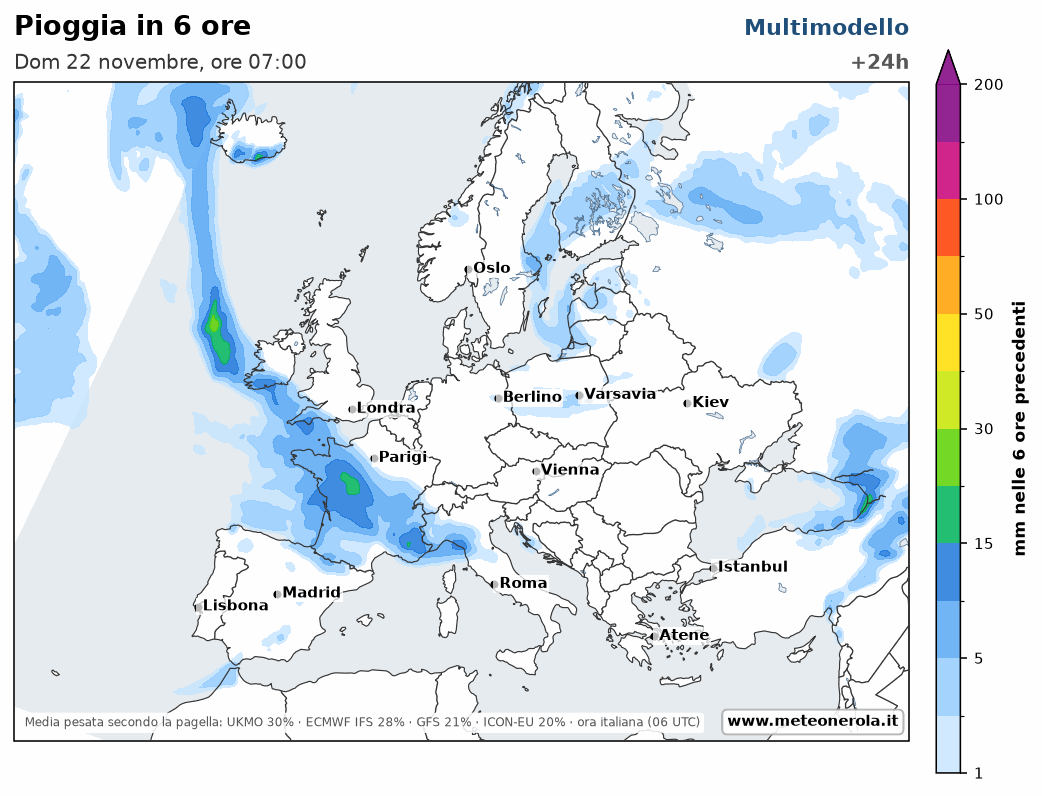 Pioggia in 6 ore
Multimodello
Dom 22 novembre, ore 07:00
+24h
200
100
50
30
15
5
1
mm nelle 6 ore precedenti
Oslo
Berlino
Varsavia
Kiev
Londra
Parigi
Vienna
Istanbul
Roma
Madrid
Lisbona
Atene
Media pesata secondo la pagella: UKMO 30% · ECMWF IFS 28% · GFS 21% · ICON-EU 20% · ora italiana (06 UTC)
www.meteonerola.it